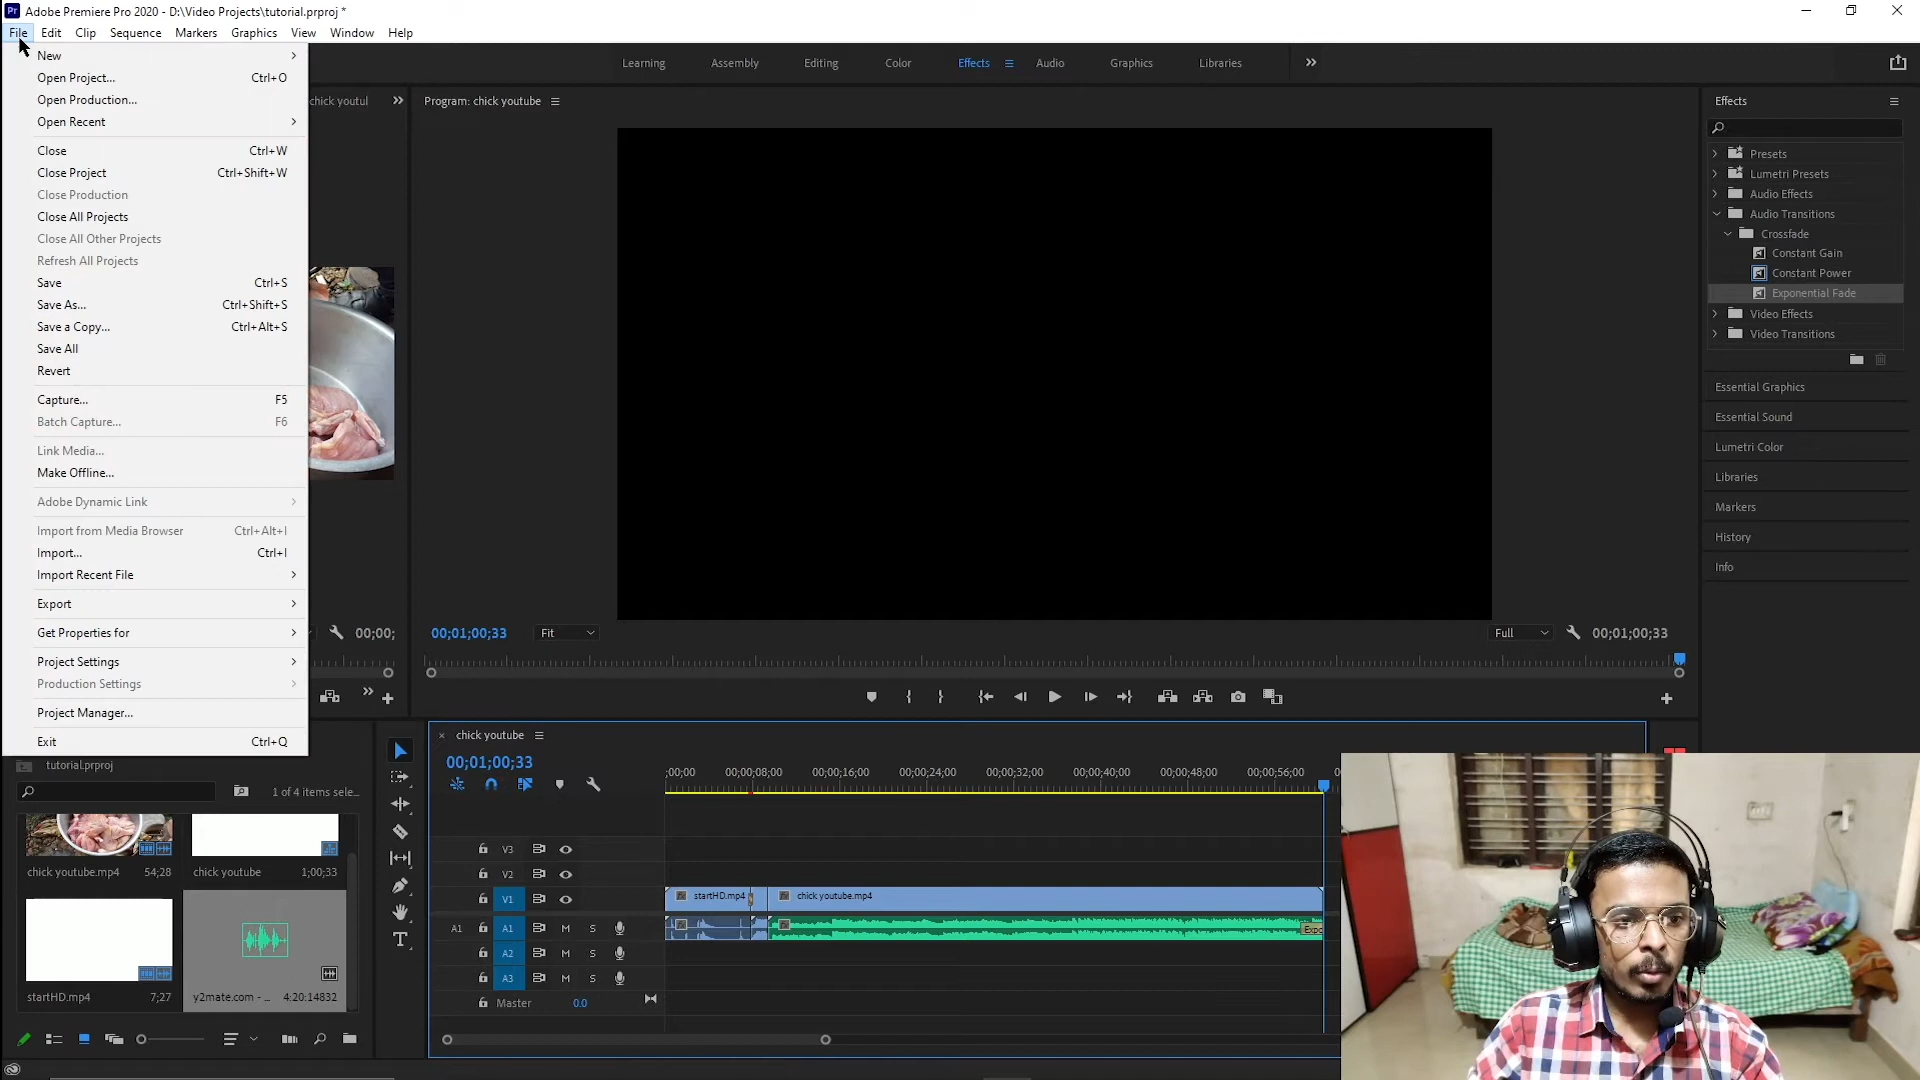 Pr Adobe Premiere Pro 2020 - D:\Video Projects\tutorial.prproj *
File Edit Clip Sequence Markers Graphics View Window Help
New
Open Project... Ctrl+O
Open Production...
Open Recent
Close Ctrl+W
Close Project Ctrl+Shift+W
Close Production
Close All Projects
Close All Other Projects
Refresh All Projects
Save Ctrl+S
Save As... Ctrl+Shift+S
Save a Copy... Ctrl+Alt+S
Save All
Revert
Capture... F5
Batch Capture... F6
Link Media...
Make Offline...
Adobe Dynamic Link
Import from Media Browser Ctrl+Alt+I
Import... Ctrl+I
Import Recent File
Export
Get Properties for
Project Settings
Production Settings
Project Manager...
Exit Ctrl+Q
Learning Assembly Editing Color Effects Audio Graphics Libraries
chick youtul
Program: chick youtube
00;00;
00;01;00;33 Fit Full 00;01;00;33
Effects
Presets
Lumetri Presets
Audio Effects
Audio Transitions
Crossfade
Constant Gain
Constant Power
Exponential Fade
Video Effects
Video Transitions
Essential Graphics
Essential Sound
Lumetri Color
Libraries
Markers
History
Info
tutorial.prproj
1 of 4 items sele...
chick youtube.mp4 54;28
chick youtube 1;00;33
startHD.mp4 7;27
y2mate.com - ... 4:20:14832
chick youtube
00;01;00;33
;00;00 00;00;08;00 00;00;16;00 00;00;24;00 00;00;32;00 00;00;40;00 00;00;48;00 00;00;56;00
V3
V2
V1
startHD.mp4 chick youtube.mp4
A1 A1 M S
Expo
A2 M S
A3 M S
Master 0.0